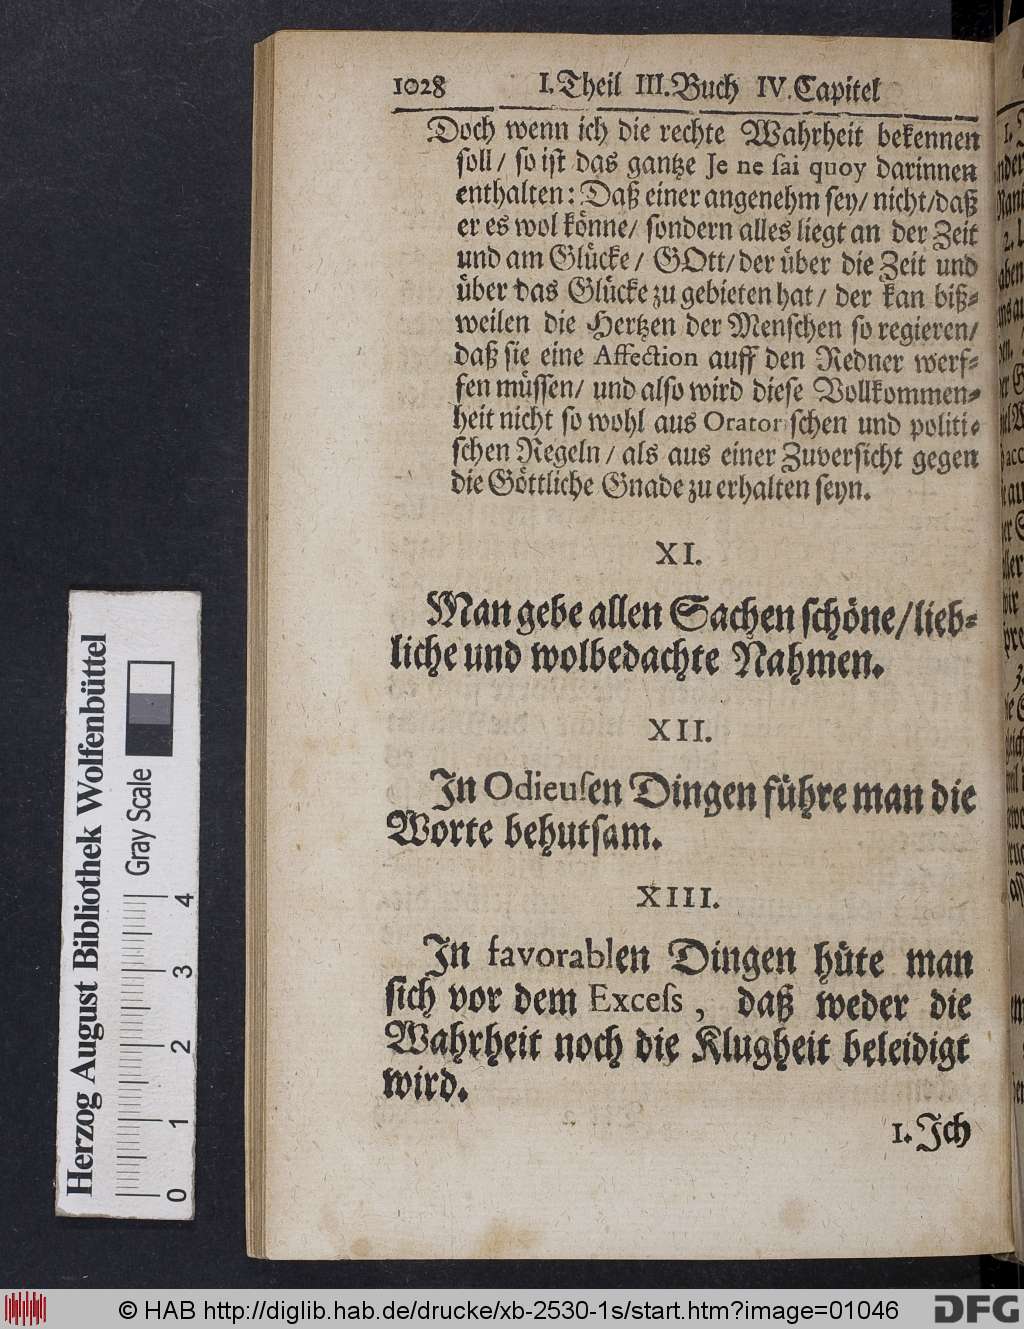 1028 I. Theil III. Buch IV. Capitel
Doch wenn ich die rechte Wahrheit bekennen
soll/ so ist das gantze Je ne sai quoy darinnen
enthalten: Daß einer angenehm sey/ nicht/daß
er es wol könne/ sondern alles liegt an der Zeit
und am Glücke/ GOtt/ der über die Zeit und
über das Glücke zu gebieten hat/ der kan biß-
weilen die Hertzen der Menschen so regieren/
daß sie eine Affection auff den Redner werf-
fen müssen/ und also wird diese Vollkommen-
heit nicht so wohl aus Oratorischen und politi-
schen Regeln/ als aus einer Zuversicht gegen
die Göttliche Gnade zu erhalten seyn.
XI.
Man gebe allen Sachen schöne/lieb-
liche und wolbedachte Nahmen.
XII.
In Odieusen Dingen führe man die
Worte behutsam.
XIII.
In favorablen Dingen hüte man
sich vor dem Excess, daß weder die
Wahrheit noch die Klugheit beleidigt
wird.
1. Jch
Herzog August Bibliothek Wolfenbüttel
Gray Scale
0 1 2 3 4
© HAB http://diglib.hab.de/drucke/xb-2530-1s/start.htm?image=01046
DFG